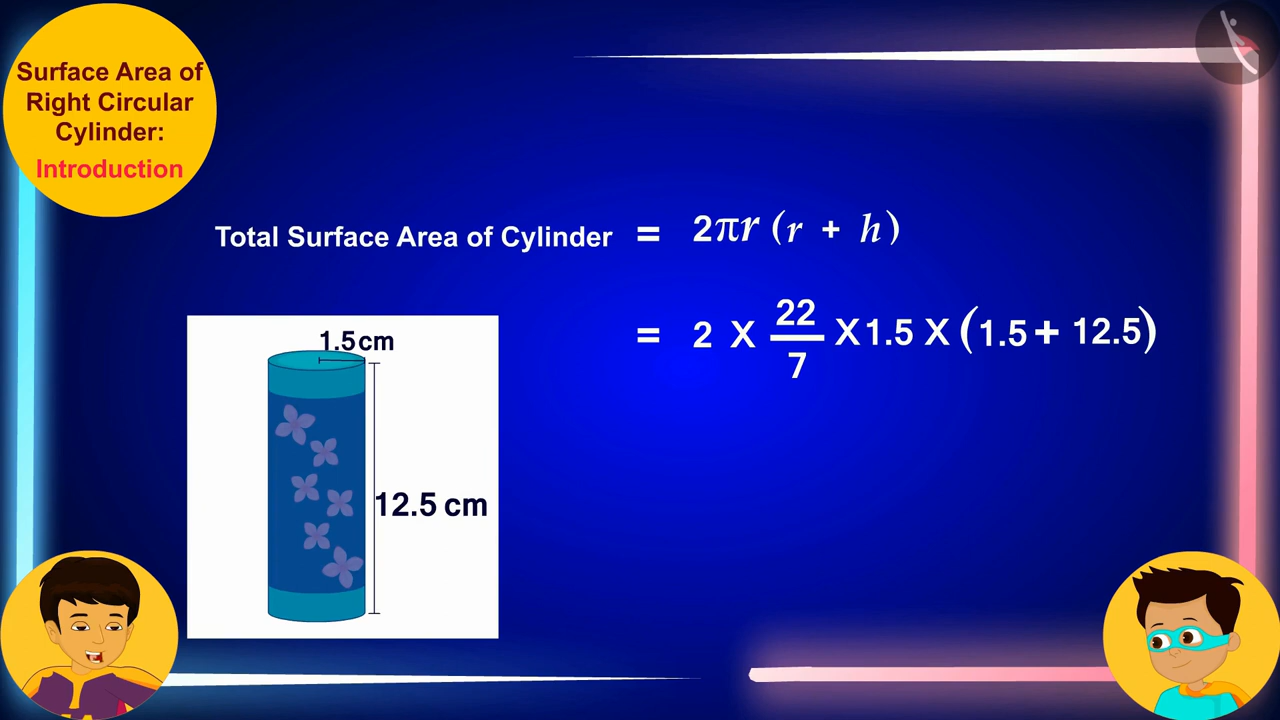 Surface Area of
Right Circular
Cylinder:
Introduction
Total Surface Area of Cylinder = 2πr (r + h)
= 2 X 22/7 X 1.5 X (1.5 + 12.5)
1.5 cm
12.5 cm